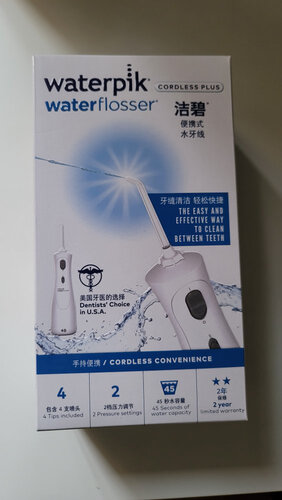 waterpik®
CORDLESS PLUS
waterflosser®
洁碧®
便携式
水牙线
牙缝清洁 轻松快捷
THE EASY AND
EFFECTIVE WAY
TO CLEAN
BETWEEN TEETH
美国牙医的选择
Dentists' Choice
in U.S.A.
手持便携 / CORDLESS CONVENIENCE
4
包含 4 支喷头
4 Tips included
2
2档压力调节
2 Pressure settings
45
45 秒水容量
45 Seconds of
water capacity
★★
2年
保修
2 year
limited warranty